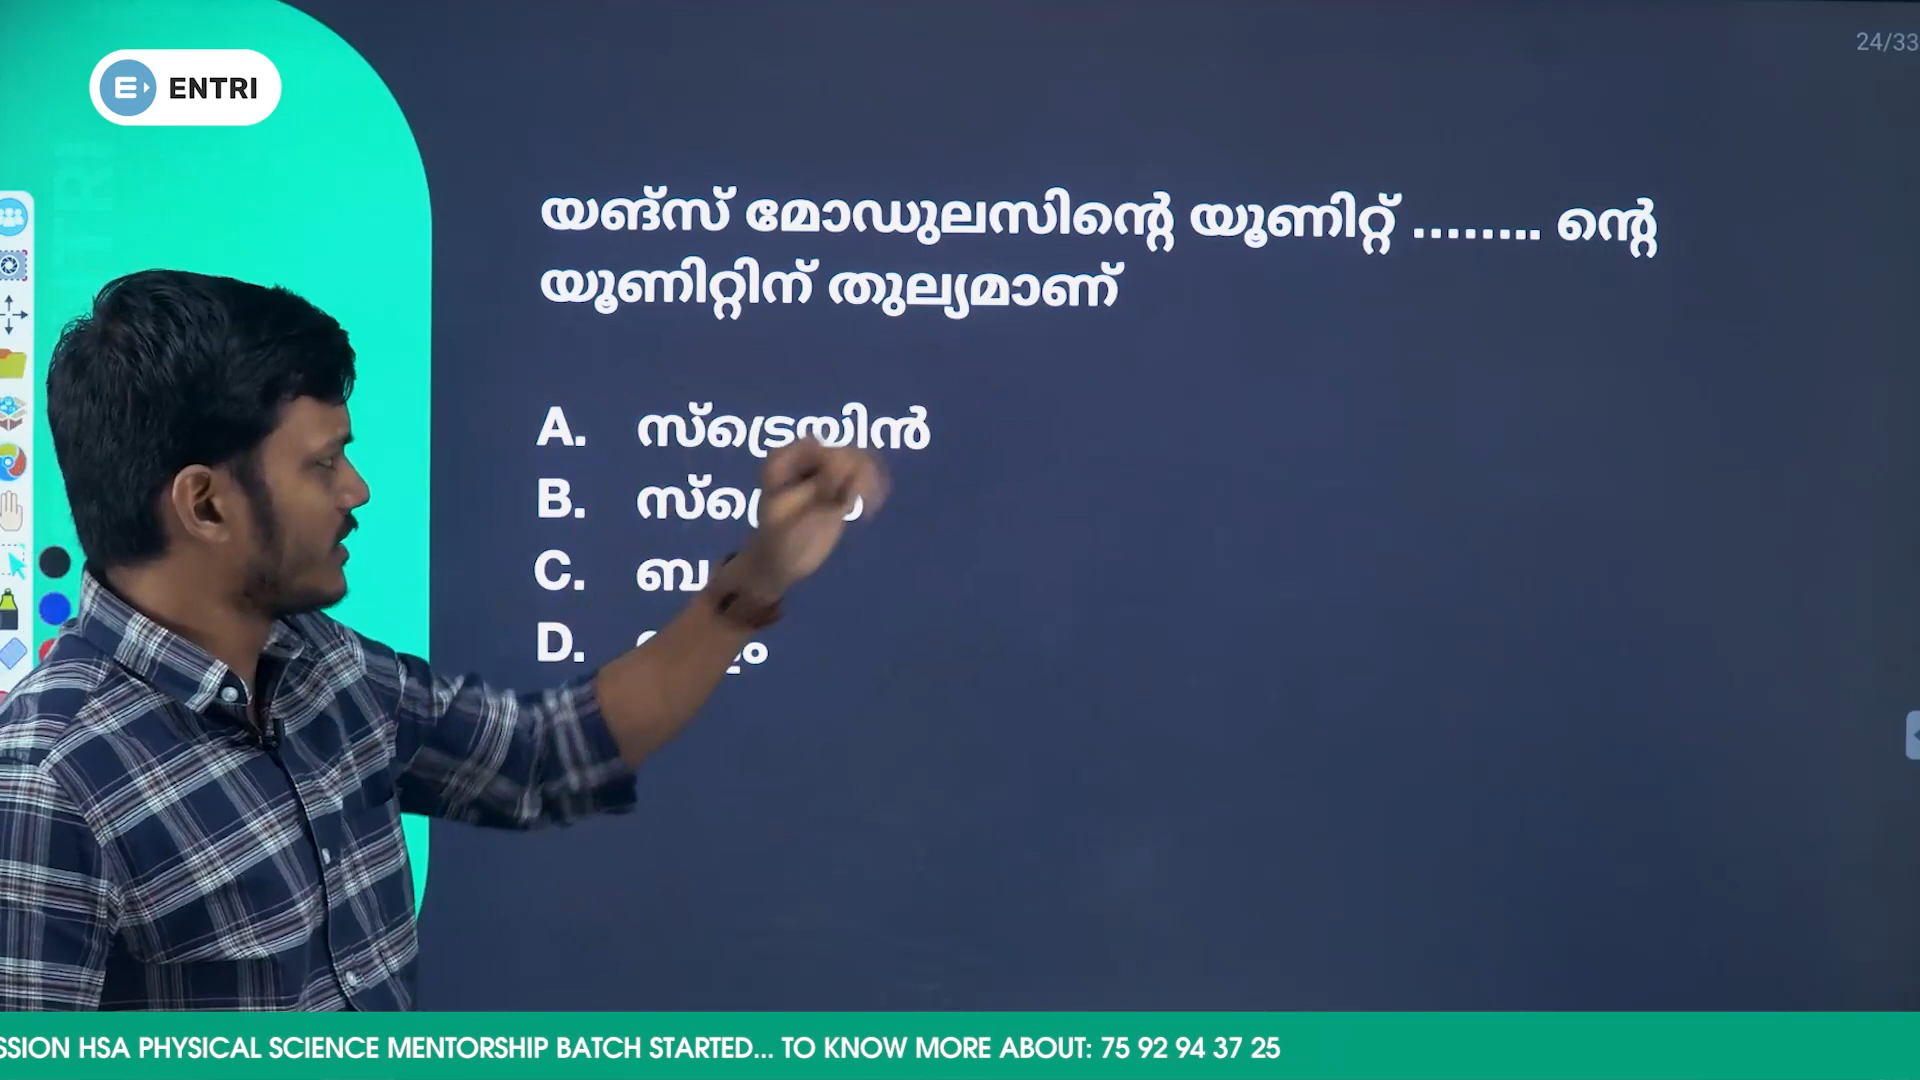 ENTRI
24/33
യങ്സ് മോഡുലസിന്റെ യൂണിറ്റ് ........ ന്റെ
യൂണിറ്റിന് തുല്യമാണ്
A. സ്ട്രെയിൻ
B.
C.
D.
SSION HSA PHYSICAL SCIENCE MENTORSHIP BATCH STARTED... TO KNOW MORE ABOUT: 75 92 94 37 25